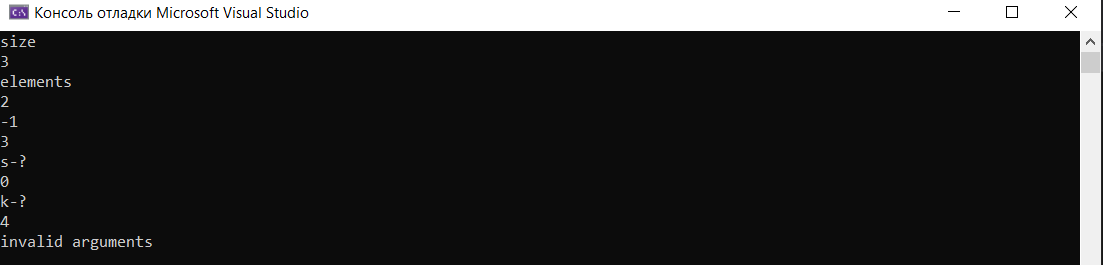 Консоль отладки Microsoft Visual Studio
size
3
elements
2
-1
3
s-?
0
k-?
4
invalid arguments